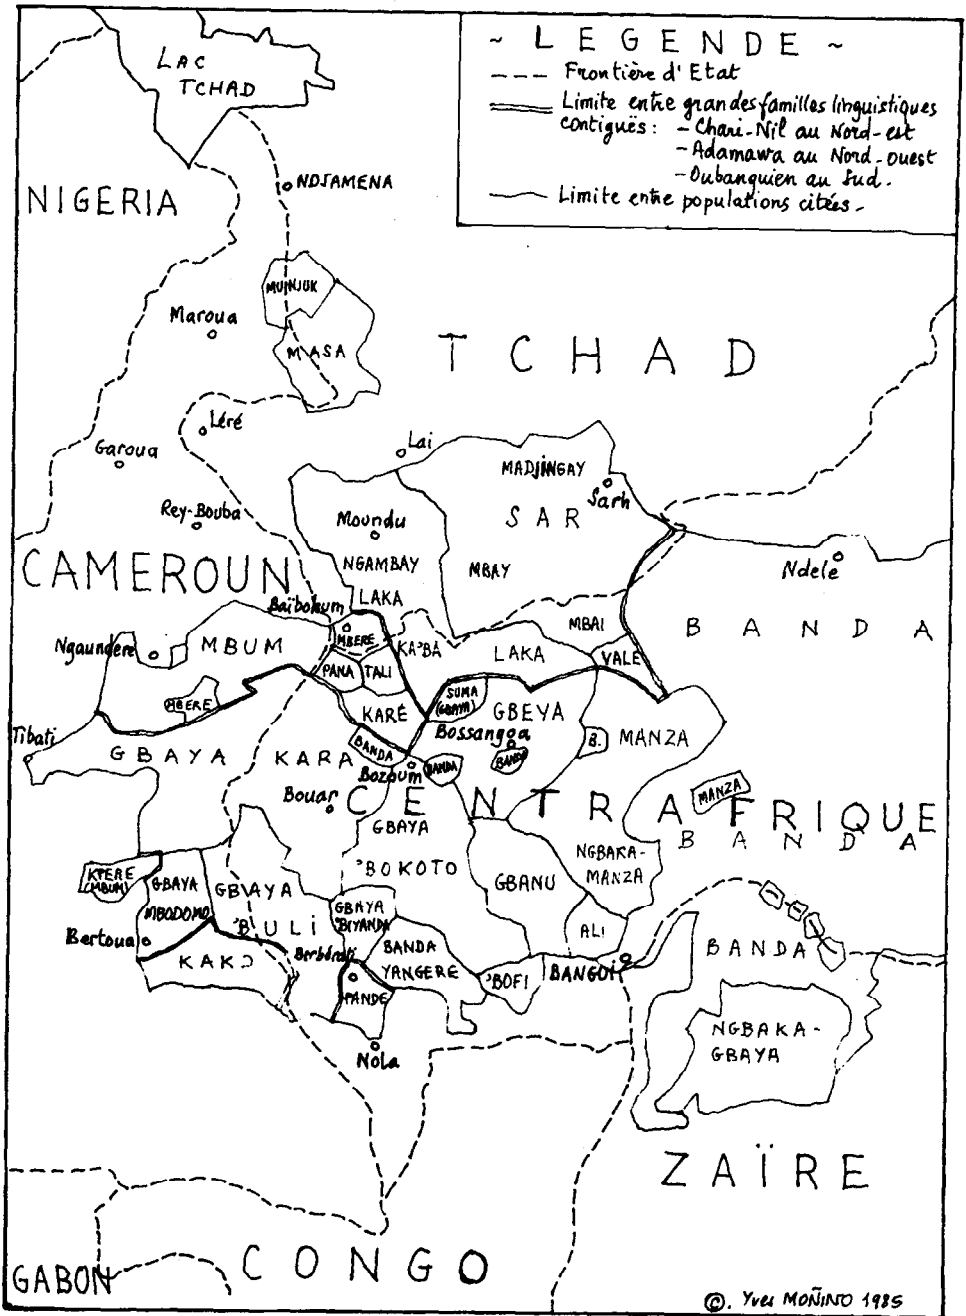 ~ LEGENDE ~
Frontière d'Etat
Limite entre grandes familles linguistiques
contiguës : - Chari-Nil au Nord-est
- Adamawa au Nord-ouest
- Oubanguien au Sud.
Limite entre populations citées.
LAC
TCHAD
NDJAMENA
NIGERIA
MUNJUK
Maroua
MASA
TCHAD
Léré
Lai
Garoua
MADJINGAY
Sarh
Rey-Bouba
Moundu
SAR
NGAMBAY
MBAY
Ndele
CAMEROUN
LAKA
Baïbokum
MBERE
MBAI
BANDA
Ngaundere
MBUM
KA'BA
LAKA
VALE
PANA
TALI
MBERE
SUMA
(GBAYA)
GBEYA
KARÉ
Tibati
Bossangoa
B.
MANZA
GBAYA KARA
BANDA
BANDA
BANDA
Bozoum
MANZA
Bouar
CENTRAFRIQUE
GBAYA
BANDA
'BOKOTO
NGBAKA-
MANZA
KPERE
(MBUM)
GBAYA
MBODOMO
GBAYA
'BULI
GBANU
GBAYA
'BIYANDA
ALI
Bertoua
Berbérati
BANDA
YANGERE
BANDA
KAKO
'BOFI
BANGUI
PANDE
NGBAKA-
GBAYA
Nola
ZAÏRE
GABON
CONGO
©. Yves MOÑINO 1985